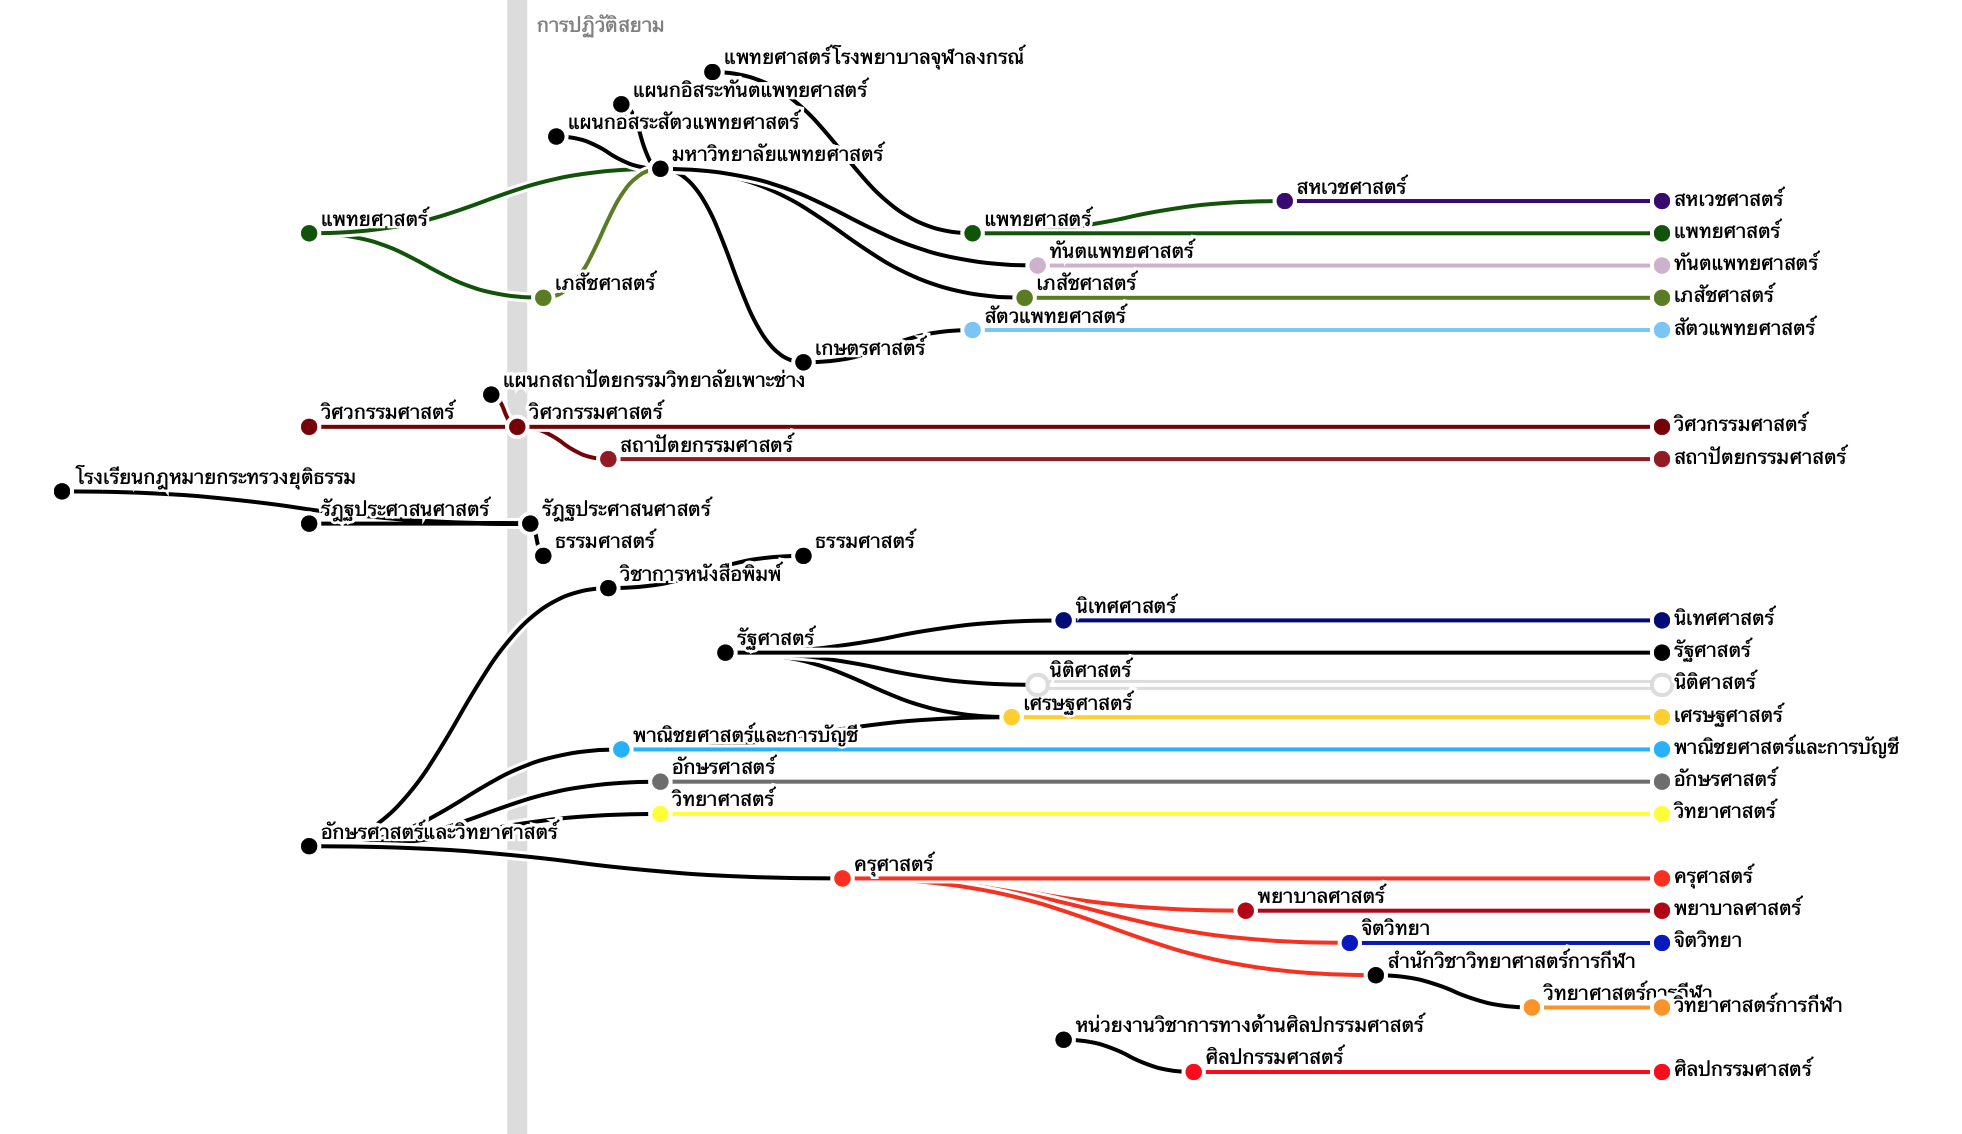 การปฏิวัติสยาม
แพทยศาสตร์โรงพยาบาลจุฬาลงกรณ์
แผนกอิสระทันตแพทยศาสตร์
แผนกอิสระสัตวแพทยศาสตร์
มหาวิทยาลัยแพทยศาสตร์
สหเวชศาสตร์
สหเวชศาสตร์
แพทยศาสตร์
แพทยศาสตร์
แพทยศาสตร์
ทันตแพทยศาสตร์
ทันตแพทยศาสตร์
เภสัชศาสตร์
เภสัชศาสตร์
เภสัชศาสตร์
สัตวแพทยศาสตร์
สัตวแพทยศาสตร์
เกษตรศาสตร์
แผนกสถาปัตยกรรมวิทยาลัยเพาะช่าง
วิศวกรรมศาสตร์
วิศวกรรมศาสตร์
วิศวกรรมศาสตร์
สถาปัตยกรรมศาสตร์
สถาปัตยกรรมศาสตร์
โรงเรียนกฎหมายกระทรวงยุติธรรม
รัฎฐประศาสนศาสตร์
รัฎฐประศาสนศาสตร์
ธรรมศาสตร์
ธรรมศาสตร์
วิชาการหนังสือพิมพ์
นิเทศศาสตร์
นิเทศศาสตร์
รัฐศาสตร์
รัฐศาสตร์
นิติศาสตร์
นิติศาสตร์
เศรษฐศาสตร์
เศรษฐศาสตร์
พาณิชยศาสตร์และการบัญชี
พาณิชยศาสตร์และการบัญชี
อักษรศาสตร์
อักษรศาสตร์
วิทยาศาสตร์
วิทยาศาสตร์
อักษรศาสตร์และวิทยาศาสตร์
ครุศาสตร์
ครุศาสตร์
พยาบาลศาสตร์
พยาบาลศาสตร์
จิตวิทยา
จิตวิทยา
สำนักวิชาวิทยาศาสตร์การกีฬา
วิทยาศาสตร์การกีฬา
วิทยาศาสตร์การกีฬา
หน่วยงานวิชาการทางด้านศิลปกรรมศาสตร์
ศิลปกรรมศาสตร์
ศิลปกรรมศาสตร์